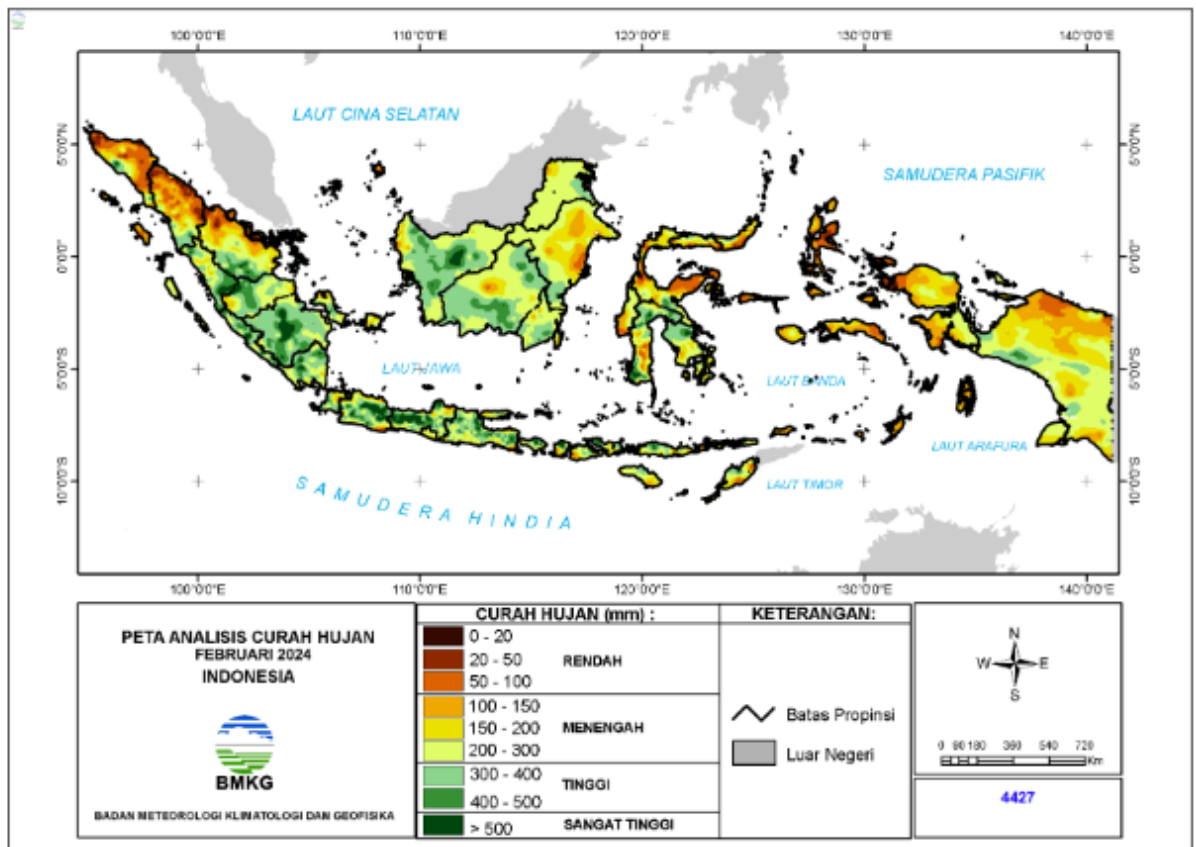 100°0'0"E 110°0'0"E 120°0'0"E 130°0'0"E 140°0'0"E
LAUT CINA SELATAN
5°0'0"N
5°0'0"N
SAMUDERA PASIFIK
0°0'0"
0°0'0"
5°0'0"S
LAUT JAWA
LAUT BANDA
5°0'0"S
LAUT ARAFURA
10°0'0"S
SAMUDERA HINDIA
LAUT TIMOR
10°0'0"S
100°0'0"E 110°0'0"E 120°0'0"E 130°0'0"E 140°0'0"E
PETA ANALISIS CURAH HUJAN
FEBRUARI 2024
INDONESIA
BMKG
BADAN METEOROLOGI KLIMATOLOGI DAN GEOFISIKA
CURAH HUJAN (mm) :
0 - 20
20 - 50 RENDAH
50 - 100
100 - 150
150 - 200 MENENGAH
200 - 300
300 - 400
TINGGI
400 - 500
> 500 SANGAT TINGGI
KETERANGAN:
Batas Propinsi
Luar Negeri
N
W E
S
0 90 180 360 540 720
Km
4427